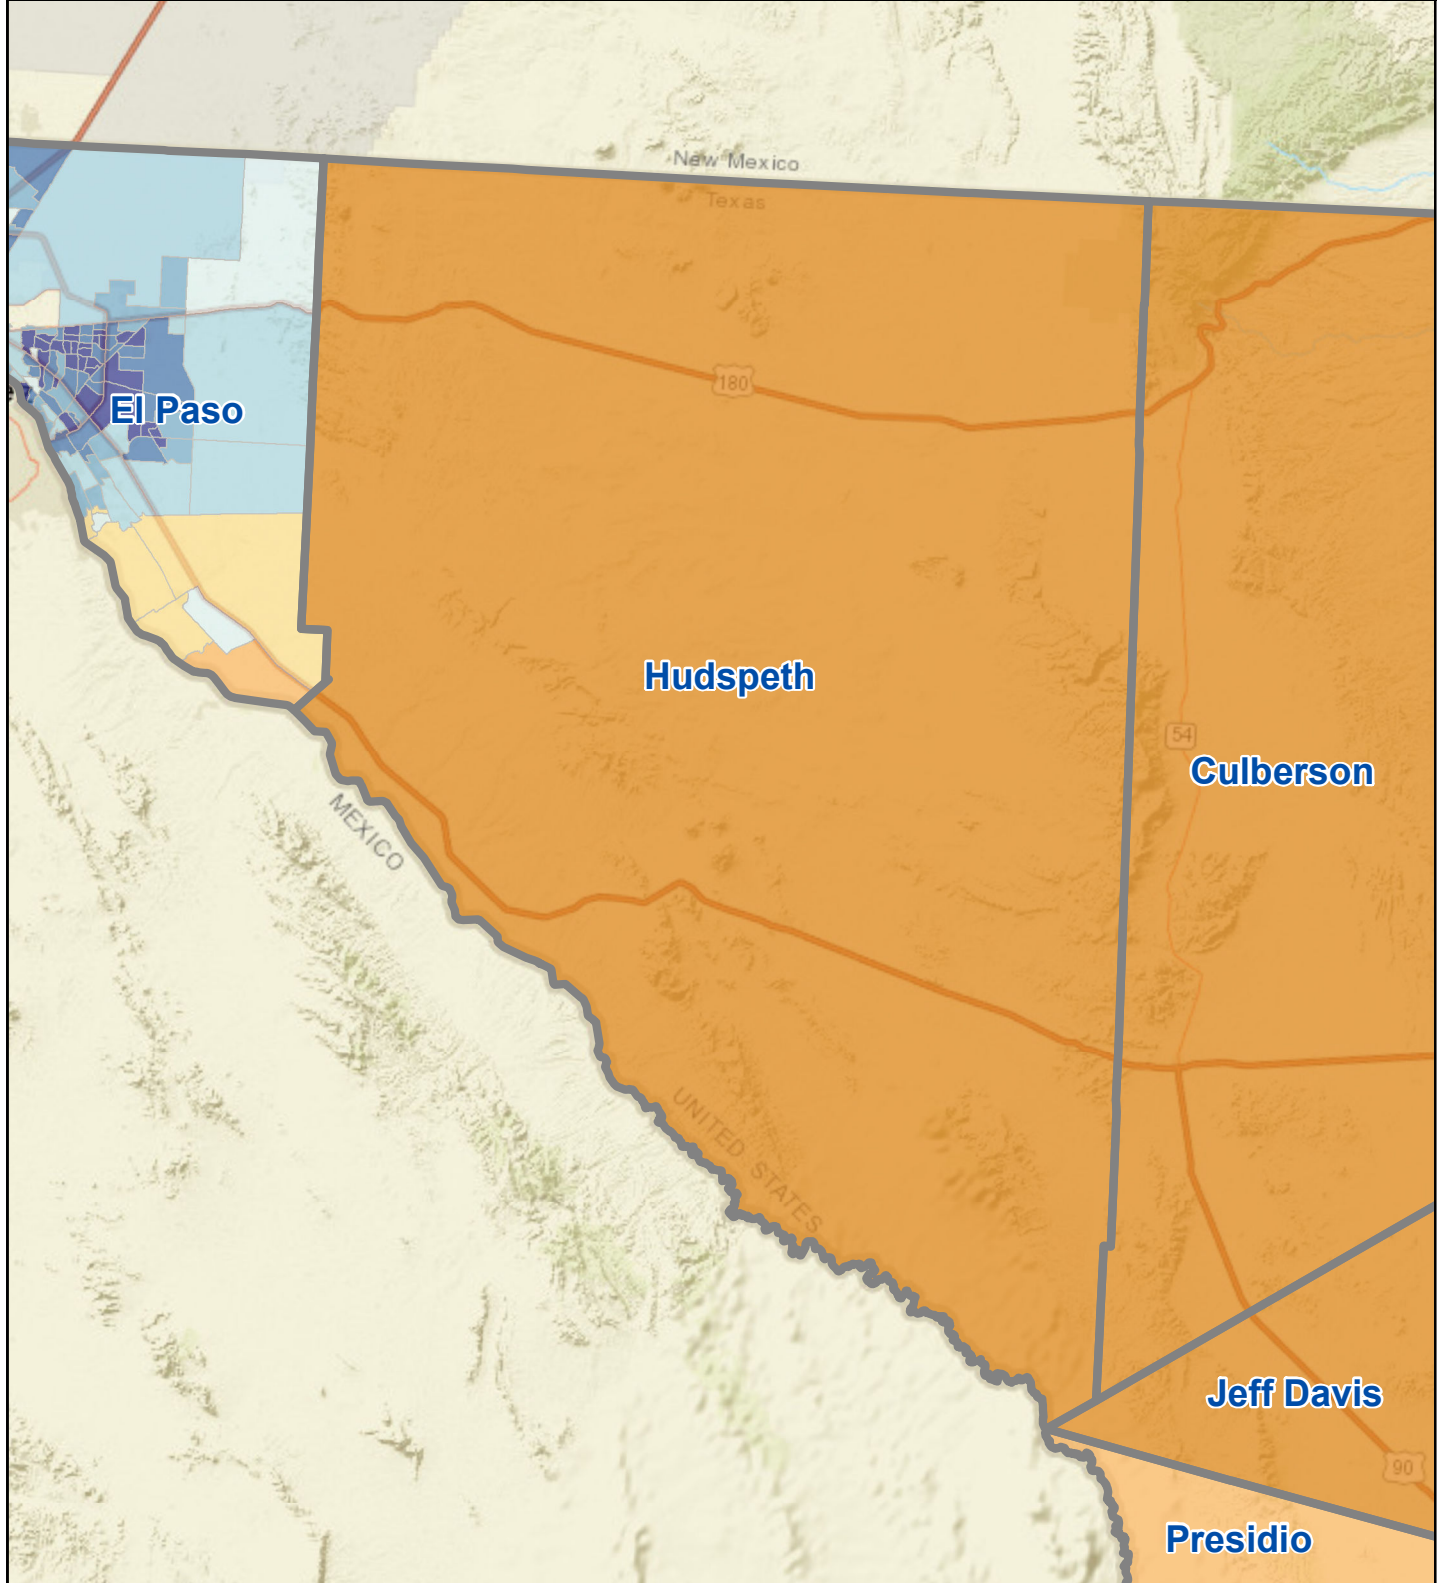 New Mexico
Texas
180
El Paso
Hudspeth
54
Culberson
MEXICO
UNITED STATES
Jeff Davis
90
Presidio